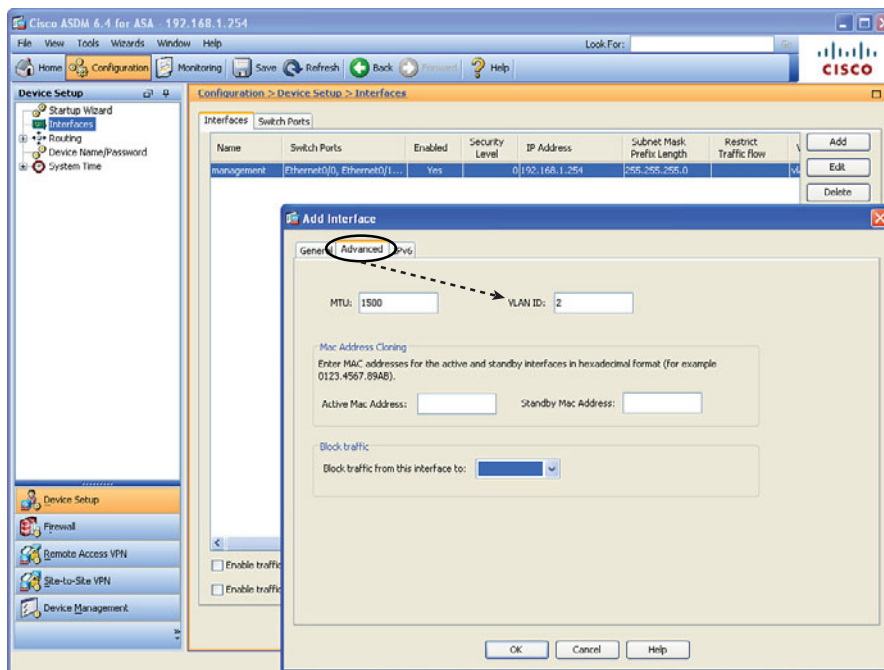 Cisco ASDM 6.4 for ASA - 192.168.1.254
File View Tools Wizards Window Help
Look For:
Go
Home Configuration Monitoring Save Refresh Back Forward Help
CISCO
Device Setup
Startup Wizard
Interfaces
Routing
Device Name/Password
System Time
Configuration > Device Setup > Interfaces
Interfaces Switch Ports
Name Switch Ports Enabled Security Level IP Address Subnet Mask Prefix Length Restrict Traffic flow
management Ethernet0/0, Ethernet0/1... Yes 0 192.168.1.254 255.255.255.0
Add
Edit
Delete
Add Interface
General Advanced IPv6
MTU: 1500 VLAN ID: 2
Mac Address Cloning
Enter MAC addresses for the active and standby interfaces in hexadecimal format (for example
0123.4567.89AB).
Active Mac Address: Standby Mac Address:
Block traffic
Block traffic from this interface to:
Enable traffic
Enable traffic
Device Setup
Firewall
Remote Access VPN
Site-to-Site VPN
Device Management
OK Cancel Help